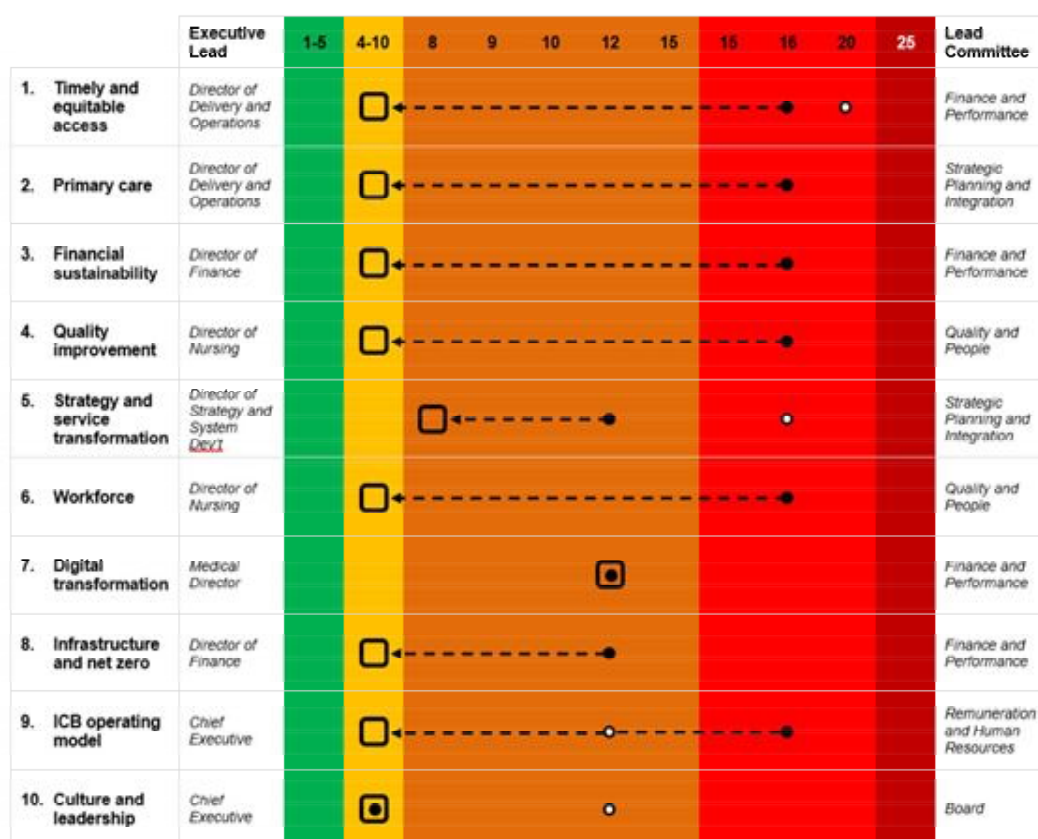 Executive
Lead
1-5
4-10
8
9
10
12
15
15
16
20
25
Lead
Committee
1. Timely and
equitable
access
Director of
Delivery and
Operations
Finance and
Performance
2. Primary care
Director of
Delivery and
Operations
Strategic
Planning and
Integration
3. Financial
sustainability
Director of
Finance
Finance and
Performance
4. Quality
improvement
Director of
Nursing
Quality and
People
5. Strategy and
service
transformation
Director of
Strategy and
System
Dev't
Strategic
Planning and
Integration
6. Workforce
Director of
Nursing
Quality and
People
7. Digital
transformation
Medical
Director
Finance and
Performance
8. Infrastructure
and net zero
Director of
Finance
Finance and
Performance
9. ICB operating
model
Chief
Executive
Remuneration
and Human
Resources
10. Culture and
leadership
Chief
Executive
Board